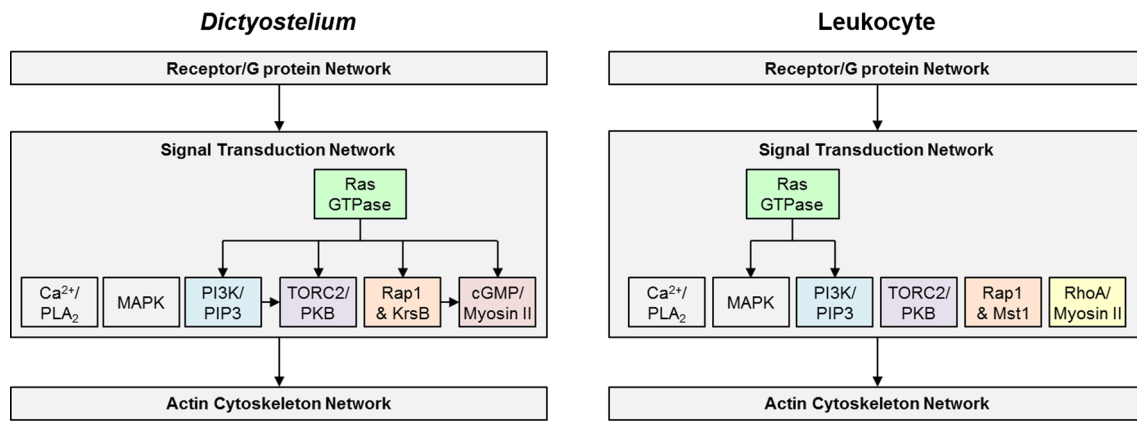 Dictyostelium
Receptor/G protein Network
Signal Transduction Network
Ras
GTPase
Ca²⁺/
PLA₂
MAPK
PI3K/
PIP3
TORC2/
PKB
Rap1
& KrsB
cGMP/
Myosin II
Actin Cytoskeleton Network
Leukocyte
Receptor/G protein Network
Signal Transduction Network
Ras
GTPase
Ca²⁺/
PLA₂
MAPK
PI3K/
PIP3
TORC2/
PKB
Rap1
& Mst1
RhoA/
Myosin II
Actin Cytoskeleton Network